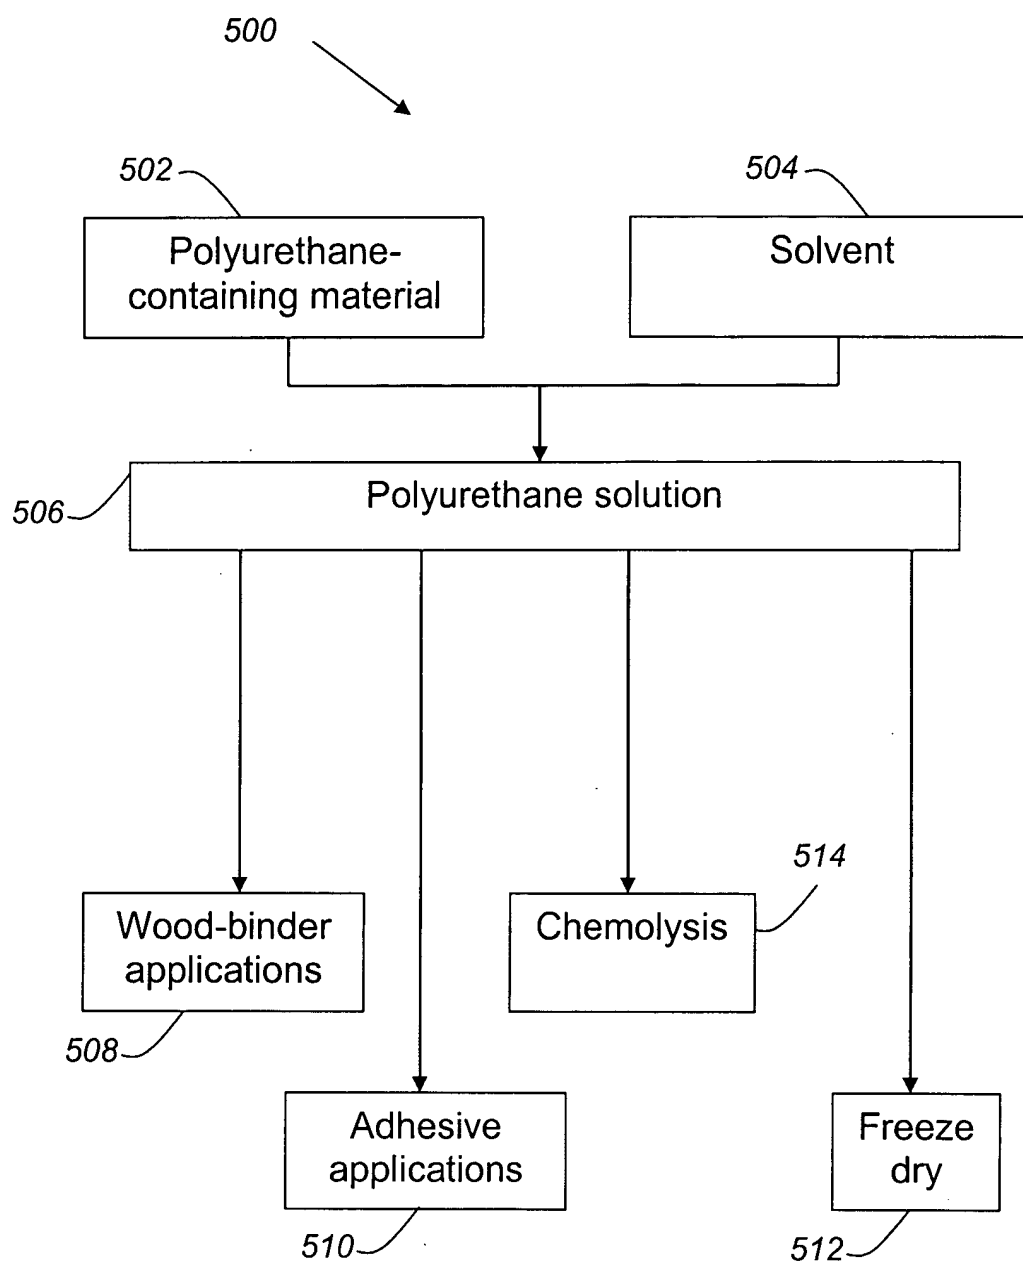 500
502
504
Polyurethane-
containing material
Solvent
506
Polyurethane solution
514
Wood-binder
applications
Chemolysis
508
Adhesive
applications
Freeze
dry
510
512